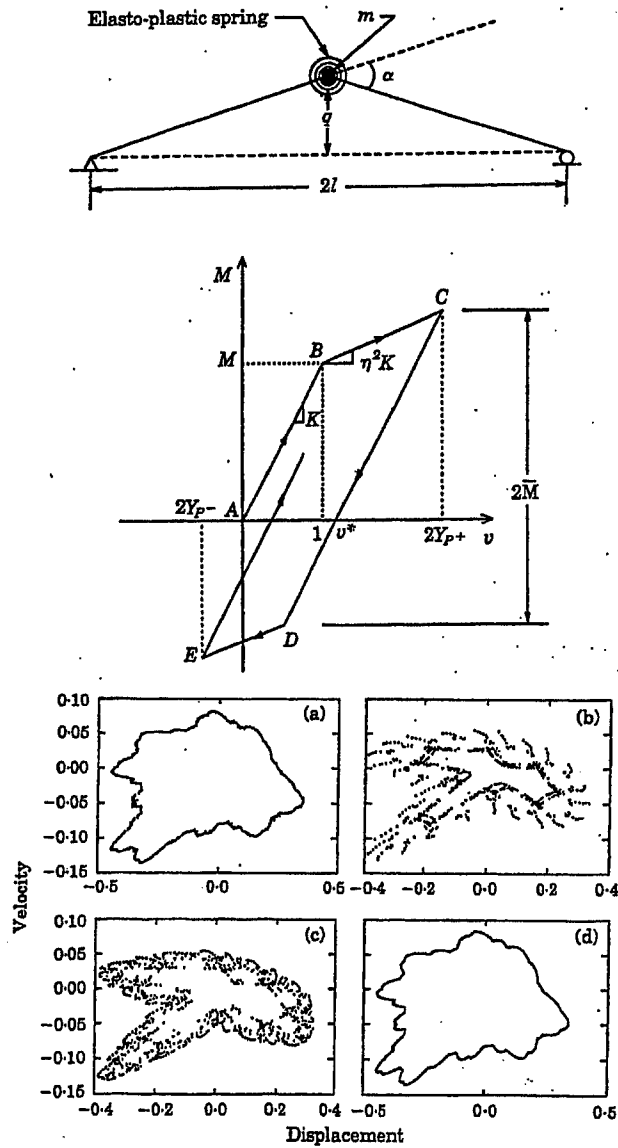 Elasto-plastic spring
m
α
q
2l
M
C
M
B
η²K
K
2Y_P−
A
1
v*
2Y_P+
v
2M̅
E
D
0·10
(a)
(b)
0·05
0·00
−0·05
−0·10
−0·15
−0·5
0·0
0·5
−0·4
−0·2
0·0
0·2
0·4
Velocity
0·10
(c)
(d)
0·05
0·00
−0·05
−0·10
−0·15
−0·4
−0·2
0·0
0·2
0·4
−0·5
0·0
0·5
Displacement